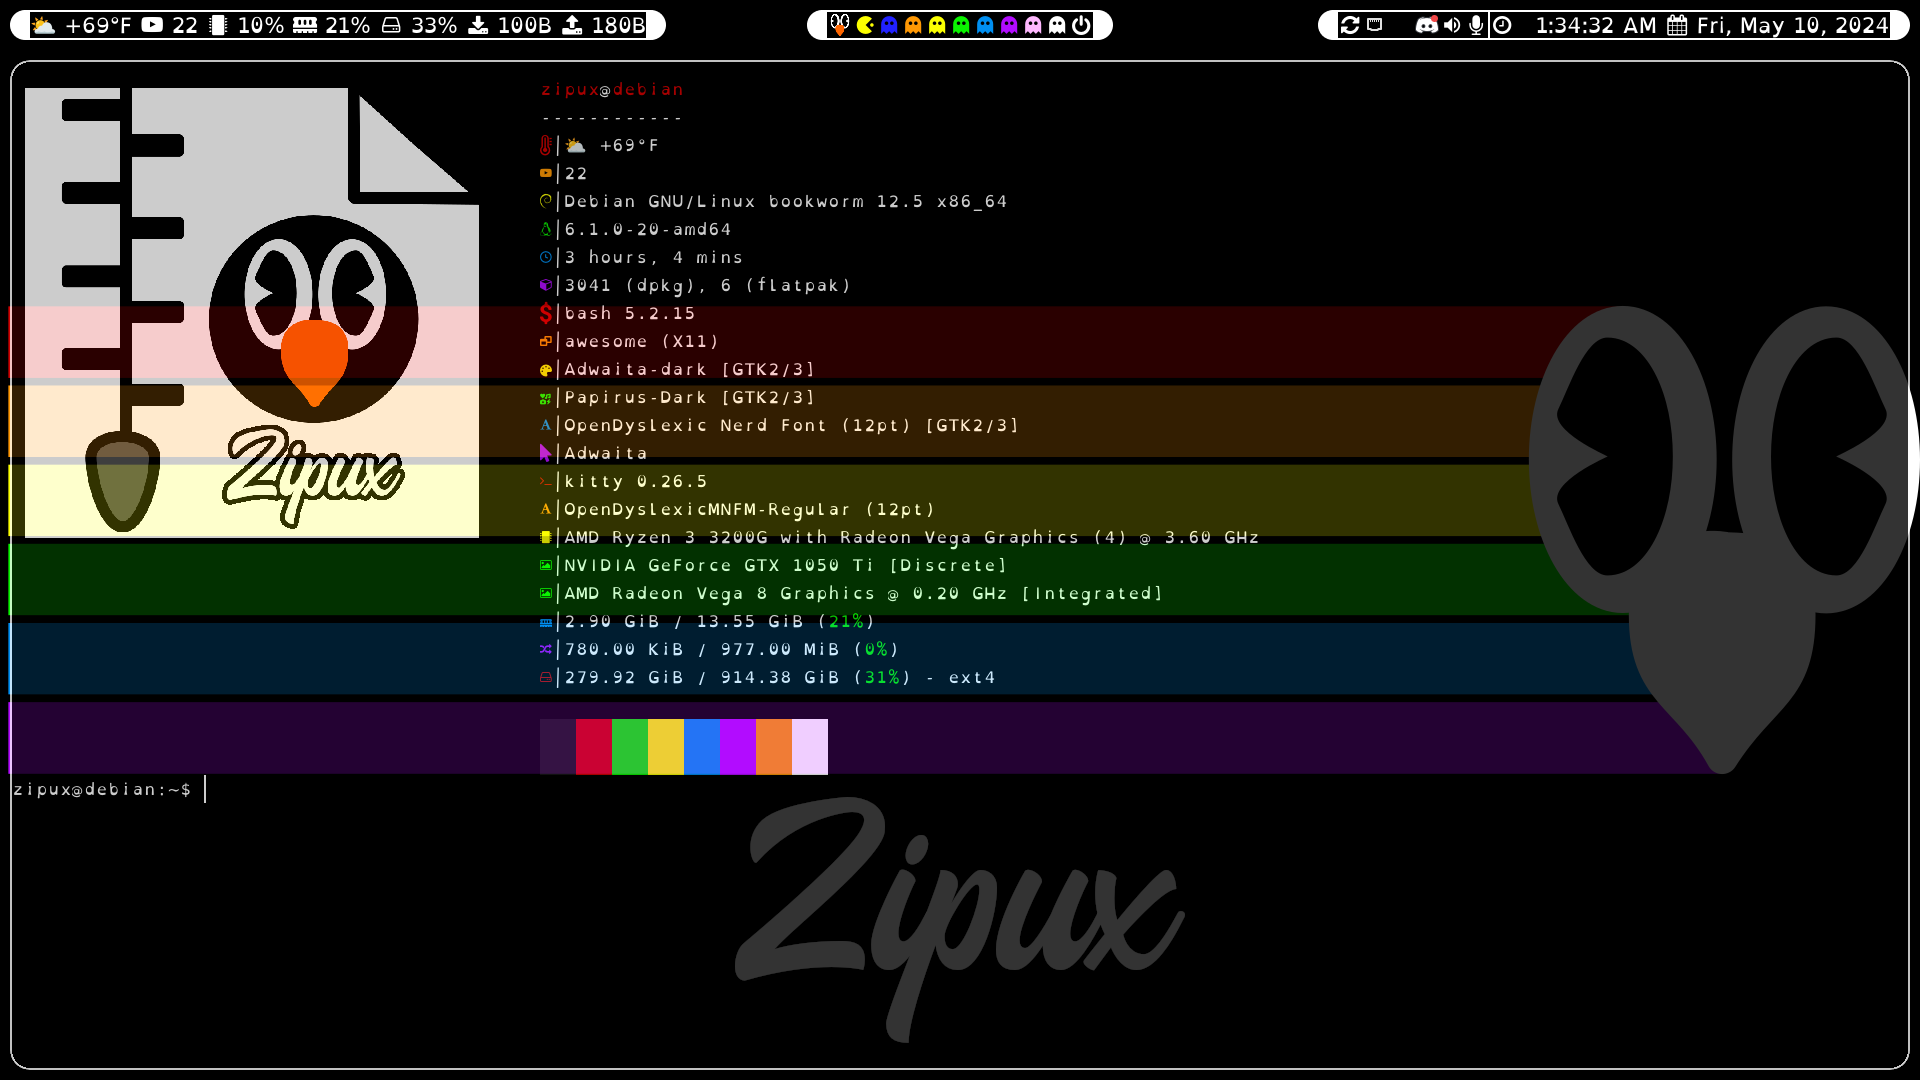 +69°F 22 10% 21% 33% 100B 180B
1:34:32 AM Fri, May 10, 2024
zipux@debian
------------
+69°F
22
Debian GNU/Linux bookworm 12.5 x86_64
6.1.0-20-amd64
3 hours, 4 mins
3041 (dpkg), 6 (flatpak)
bash 5.2.15
awesome (X11)
Adwaita-dark [GTK2/3]
Papirus-Dark [GTK2/3]
OpenDyslexic Nerd Font (12pt) [GTK2/3]
Adwaita
kitty 0.26.5
OpenDyslexicMNFM-Regular (12pt)
AMD Ryzen 3 3200G with Radeon Vega Graphics (4) @ 3.60 GHz
NVIDIA GeForce GTX 1050 Ti [Discrete]
AMD Radeon Vega 8 Graphics @ 0.20 GHz [Integrated]
2.90 GiB / 13.55 GiB (21%)
780.00 KiB / 977.00 MiB (0%)
279.92 GiB / 914.38 GiB (31%) - ext4
Zipux
zipux@debian:~$
Zipux